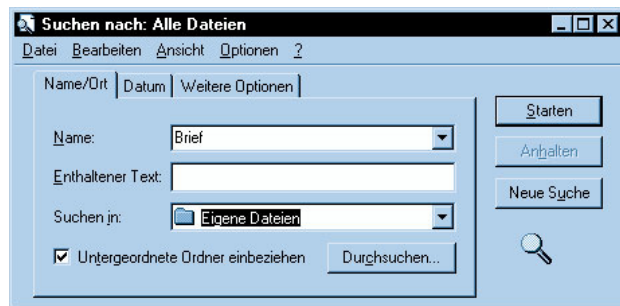 Suchen nach: Alle Dateien
Datei Bearbeiten Ansicht Optionen ?
Name/Ort Datum Weitere Optionen
Starten
Name: Brief
Anhalten
Enthaltener Text:
Neue Suche
Suchen in: Eigene Dateien
Untergeordnete Ordner einbeziehen Durchsuchen...